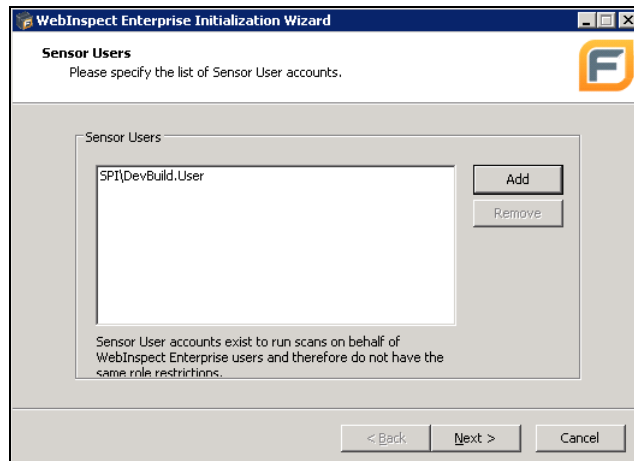 WebInspect Enterprise Initialization Wizard
Sensor Users
Please specify the list of Sensor User accounts.
F
Sensor Users
SPI\DevBuild.User
Add
Remove
Sensor User accounts exist to run scans on behalf of
WebInspect Enterprise users and therefore do not have the
same role restrictions.
< Back
Next >
Cancel